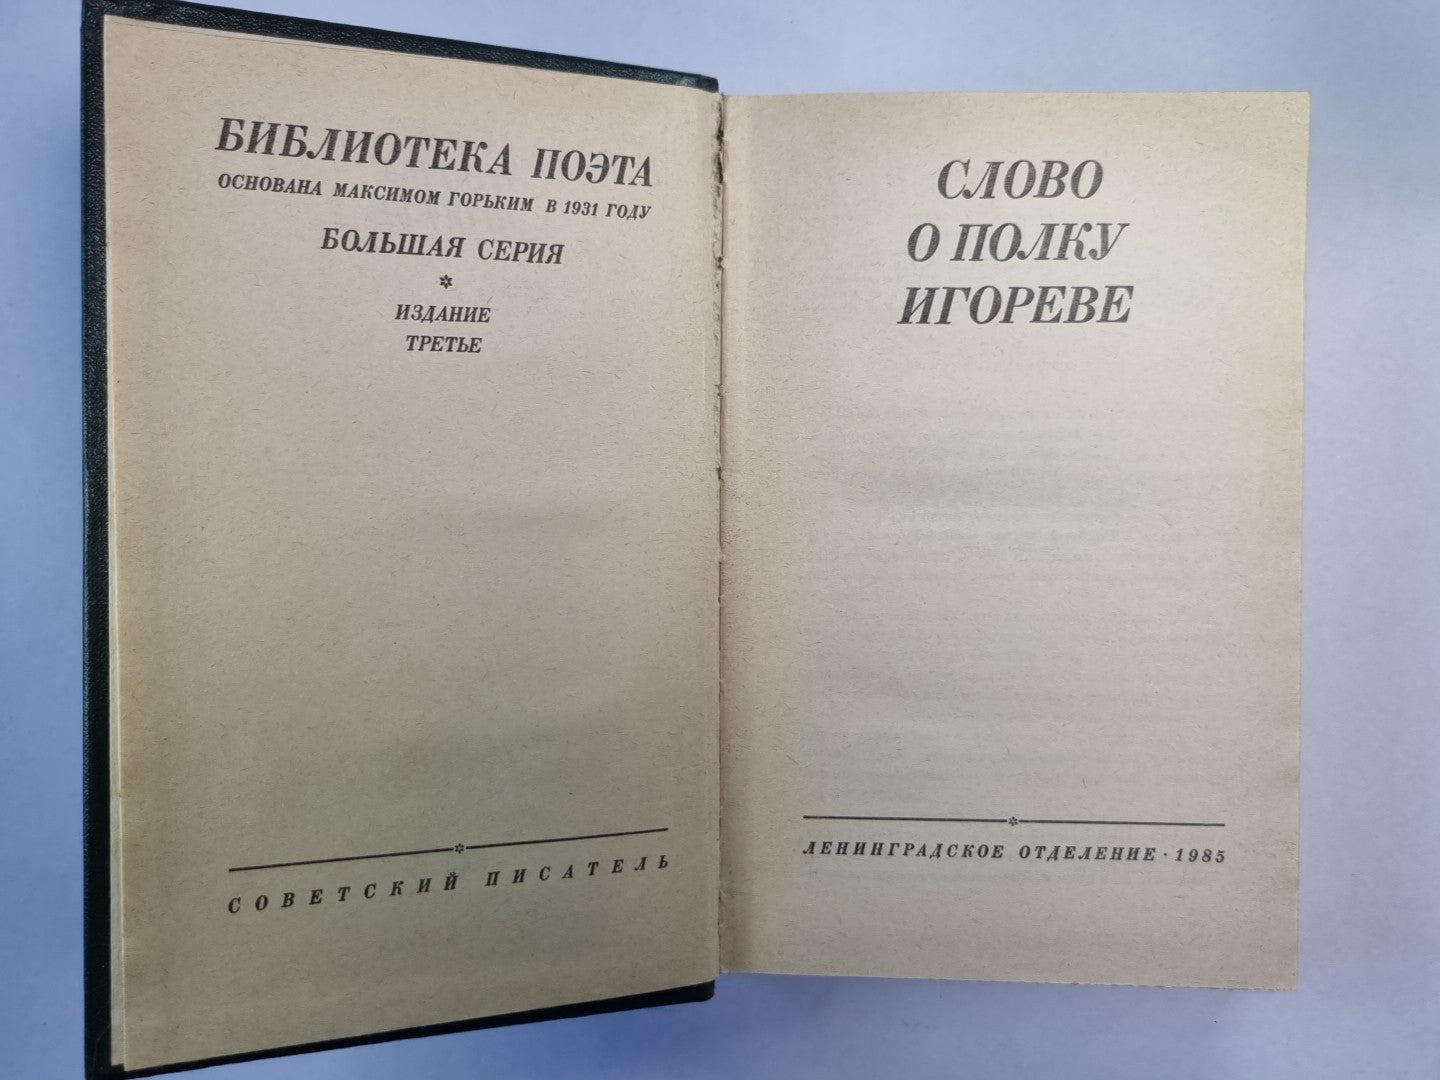 БИБЛИОТЕКА ПОЭТА
ОСНОВАНА МАКСИМОМ ГОРЬКИМ В 1931 ГОДУ
БОЛЬШАЯ СЕРИЯ
ИЗДАНИЕ
ТРЕТЬЕ
СОВЕТСКИЙ ПИСАТЕЛЬ
СЛОВО
О ПОЛКУ
ИГОРЕВЕ
ЛЕНИНГРАДСКОЕ ОТДЕЛЕНИЕ · 1985